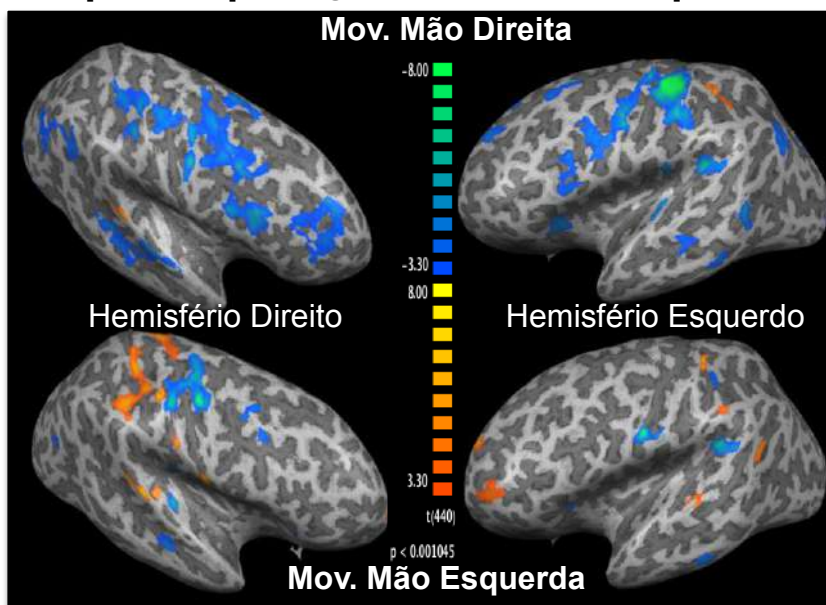 Mov. Mão Direita
-8.00
-3.30
8.00
Hemisfério Direito
Hemisfério Esquerdo
3.30
t(440)
p < 0.001045
Mov. Mão Esquerda